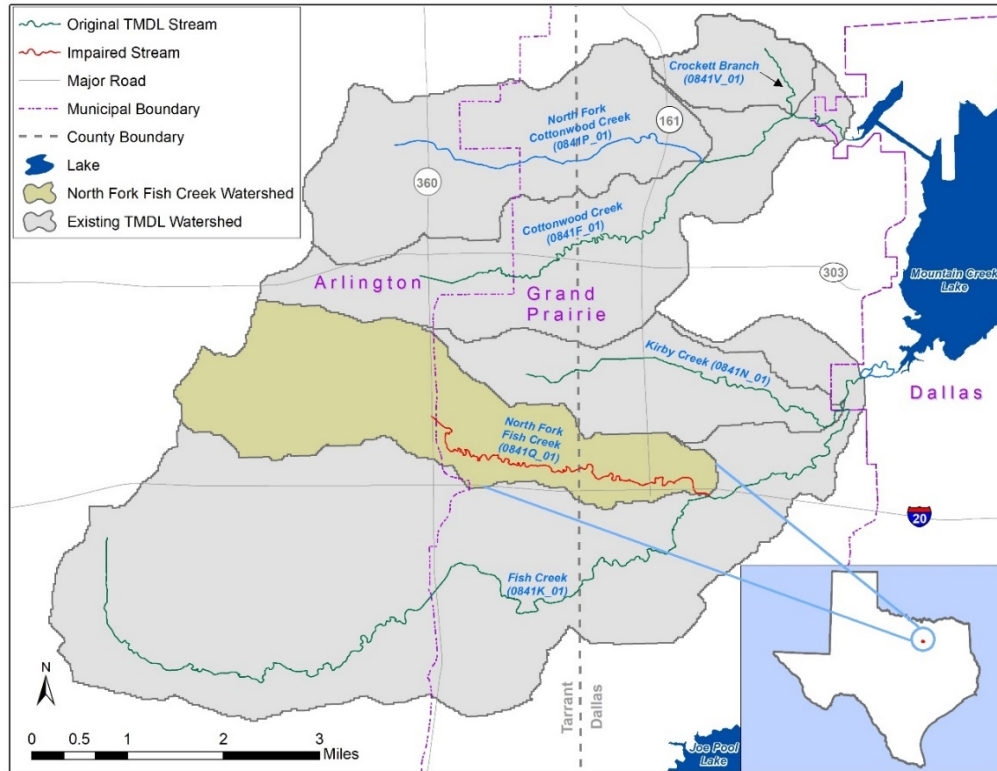 Original TMDL Stream
Impaired Stream
Major Road
Municipal Boundary
County Boundary
Lake
North Fork Fish Creek Watershed
Existing TMDL Watershed
Crockett Branch
(0841V_01)
161
North Fork
Cottonwood Creek
(0841P_01)
360
Cottonwood Creek
(0841F_01)
303
Arlington
Grand
Prairie
Mountain Creek
Lake
Kirby Creek (0841N_01)
Dallas
North Fork
Fish Creek
(0841Q_01)
20
Fish Creek
(0841K_01)
N
Tarrant
Dallas
0 0.5 1 2 3
Miles
Joe Pool
Lake